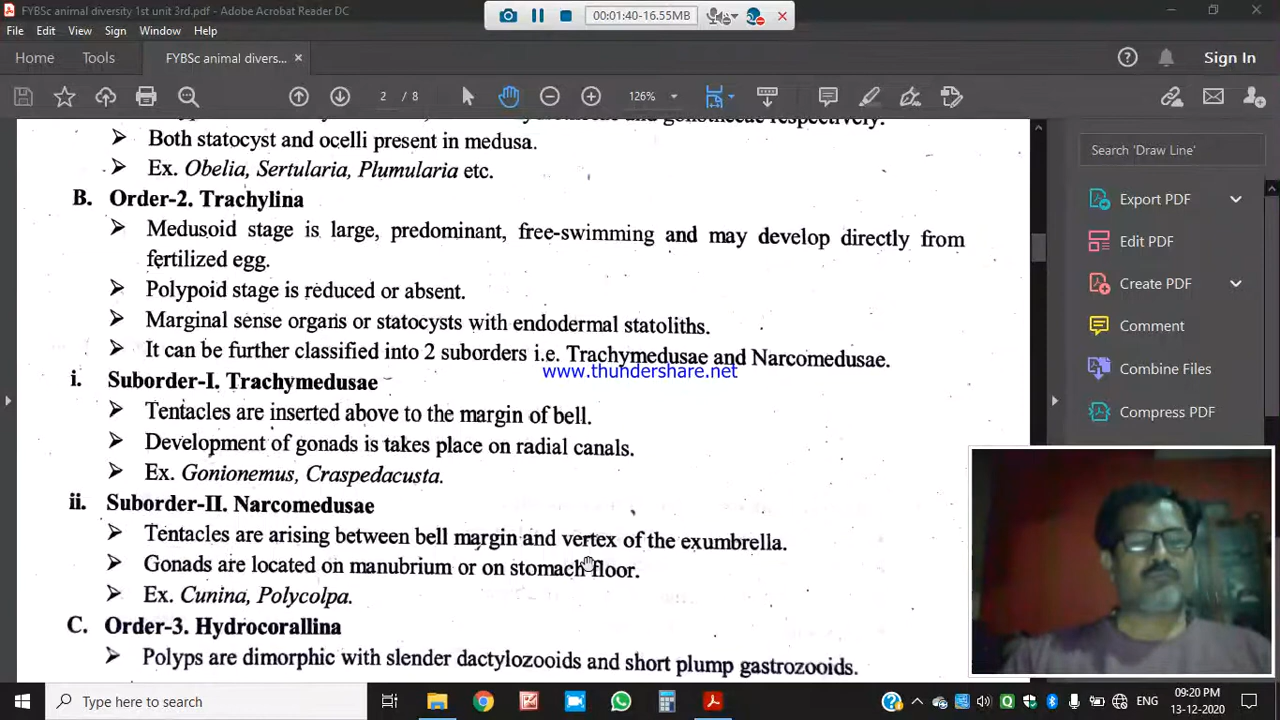 FYBSc animal diversity 1st unit 3rd.pdf - Adobe Acrobat Reader DC
00:01:40-16.55MB
File Edit View Sign Window Help
Home Tools FYBSc animal divers... Sign In
2 / 8 126%
respectively.
Both statocyst and ocelli present in medusa.
Ex. Obelia, Sertularia, Plumularia etc.
B. Order-2. Trachylina
Medusoid stage is large, predominant, free-swimming and may develop directly from
fertilized egg.
Polypoid stage is reduced or absent.
Marginal sense organs or statocysts with endodermal statoliths.
It can be further classified into 2 suborders i.e. Trachymedusae and Narcomedusae.
www.thundershare.net
i. Suborder-I. Trachymedusae
Tentacles are inserted above to the margin of bell.
Development of gonads is takes place on radial canals.
Ex. Gonionemus, Craspedacusta.
ii. Suborder-II. Narcomedusae
Tentacles are arising between bell margin and vertex of the exumbrella.
Gonads are located on manubrium or on stomach floor.
Ex. Cunina, Polycolpa.
C. Order-3. Hydrocorallina
Polyps are dimorphic with slender dactylozooids and short plump gastrozooids.
Search 'Draw Line'
Export PDF
Edit PDF
Create PDF
Comment
Combine Files
Compress PDF
Type here to search
ENG
09:20 PM
13-12-2020